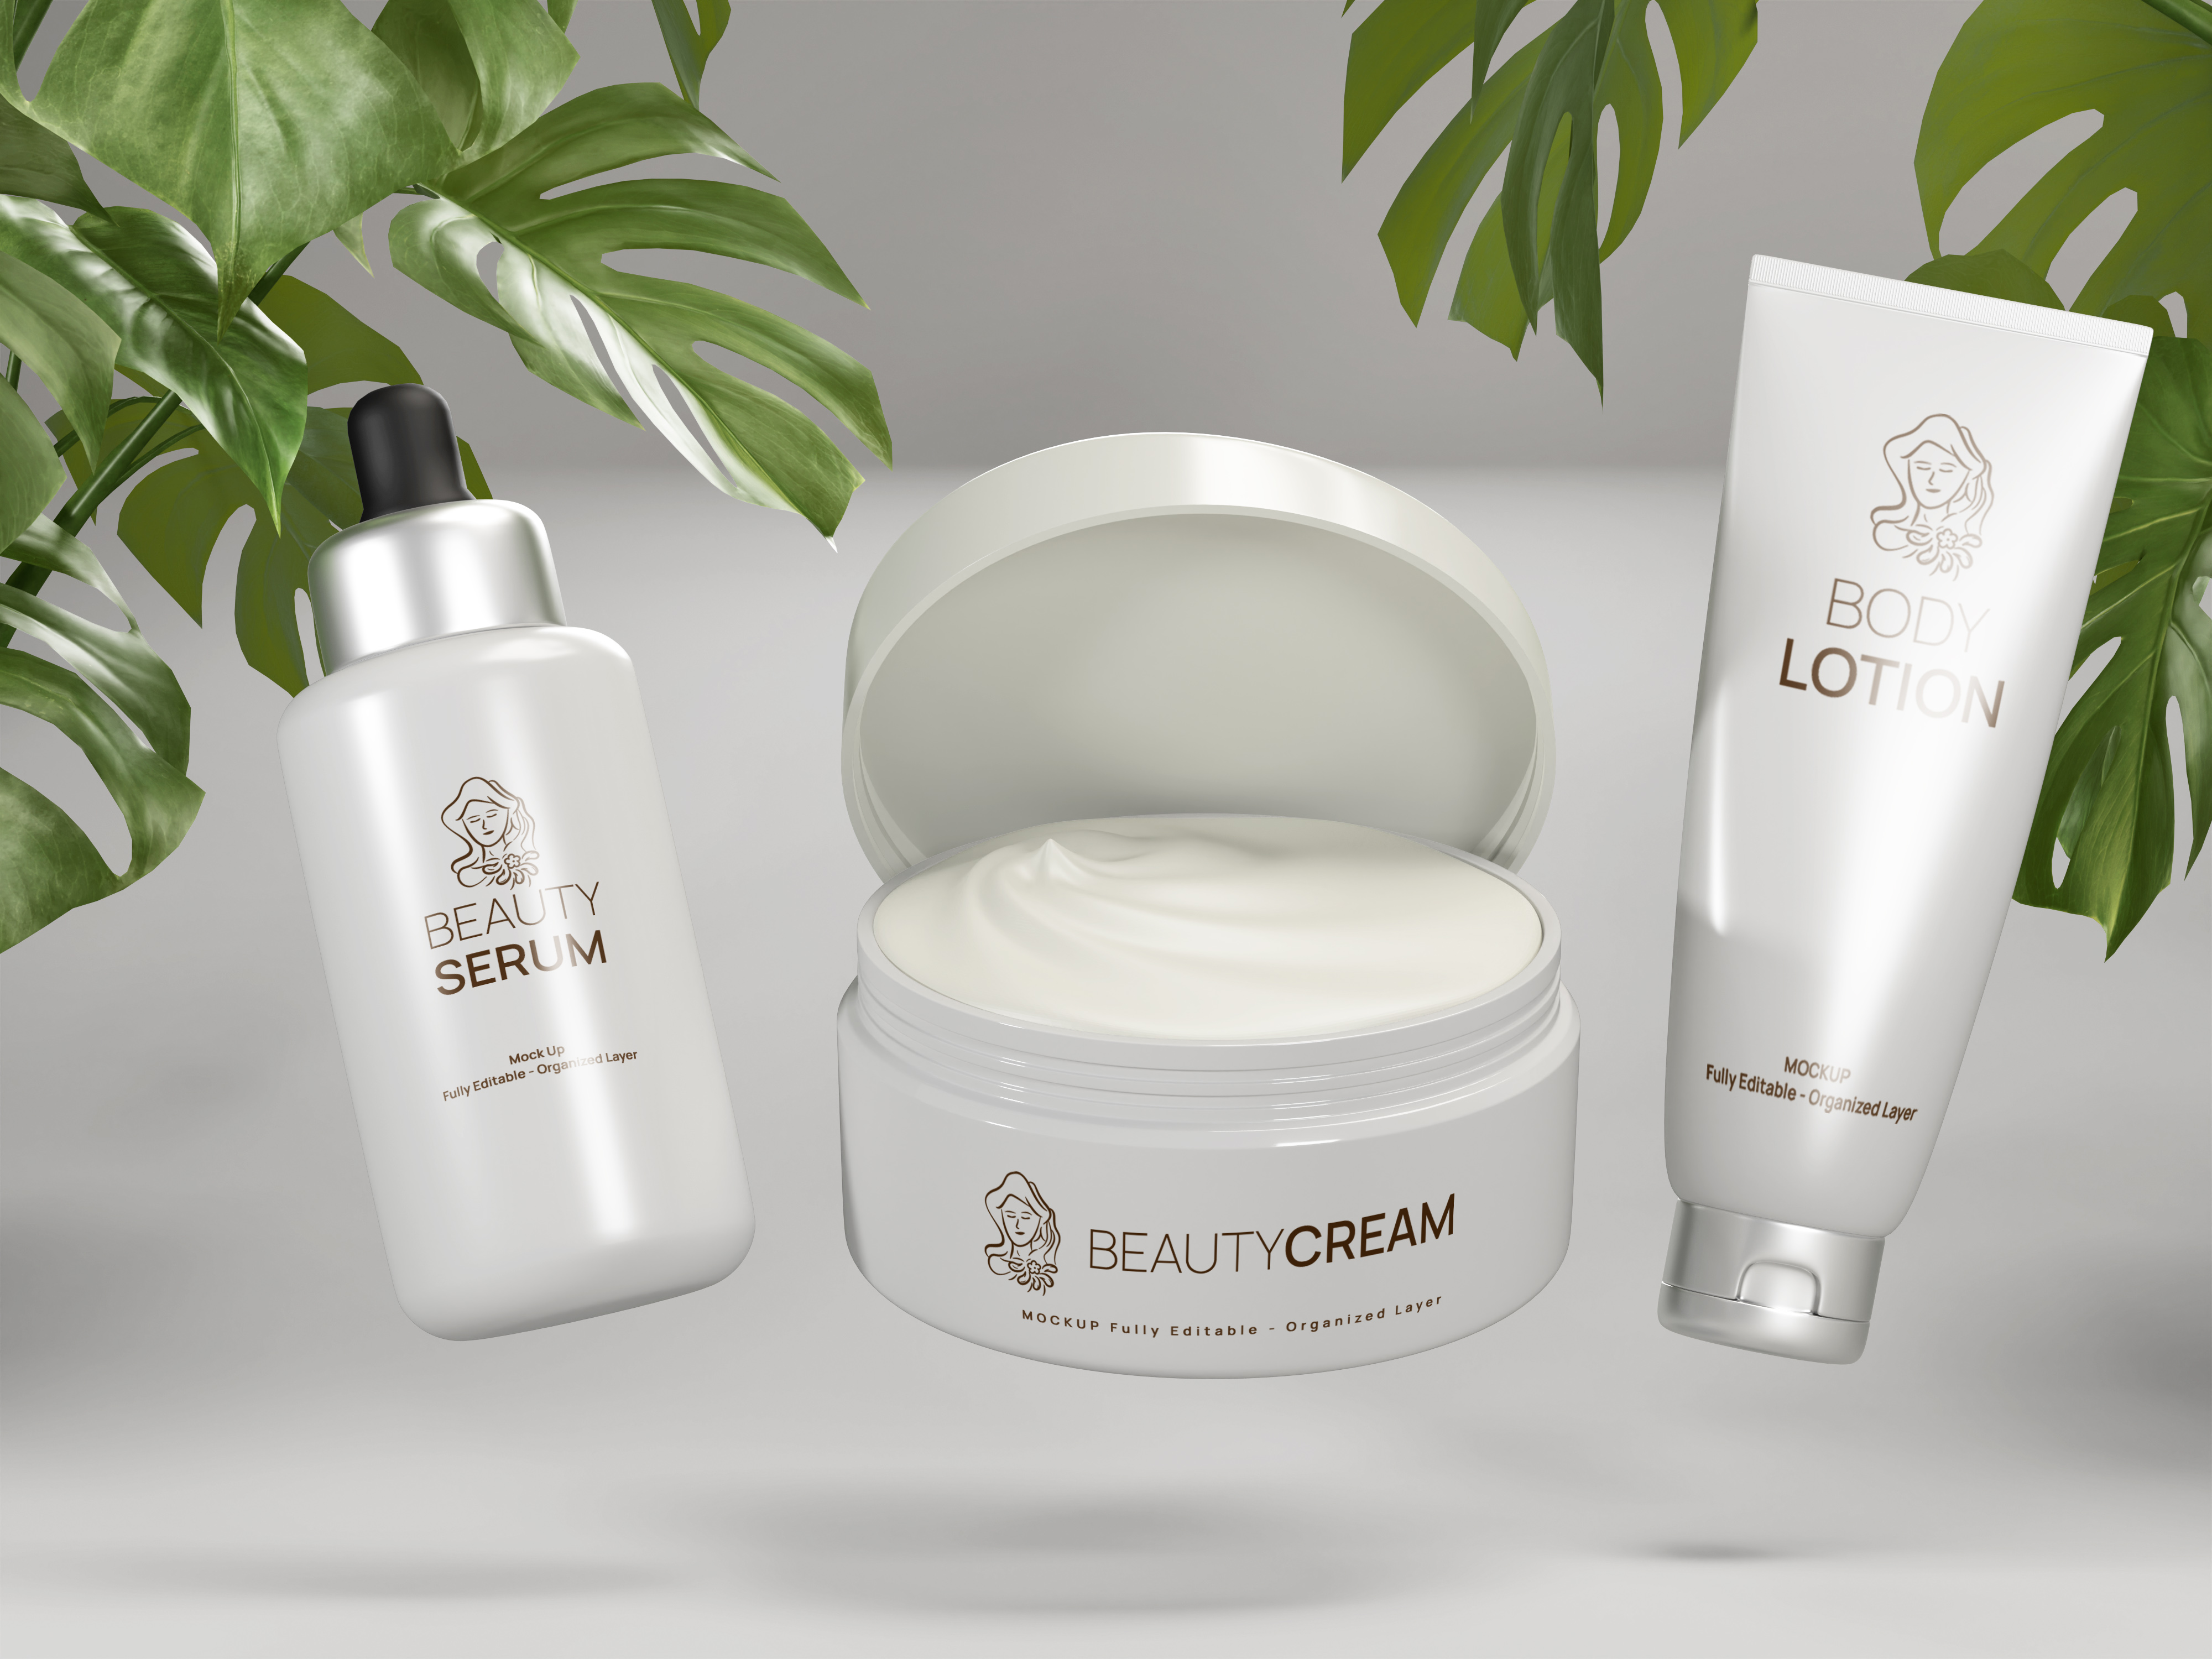 BEAUTY
SERUM
Mock Up
Fully Editable - Organized Layer
BEAUTYCREAM
MOCKUP Fully Editable - Organized Layer
BODY
LOTION
MOCKUP
Fully Editable - Organized Layer